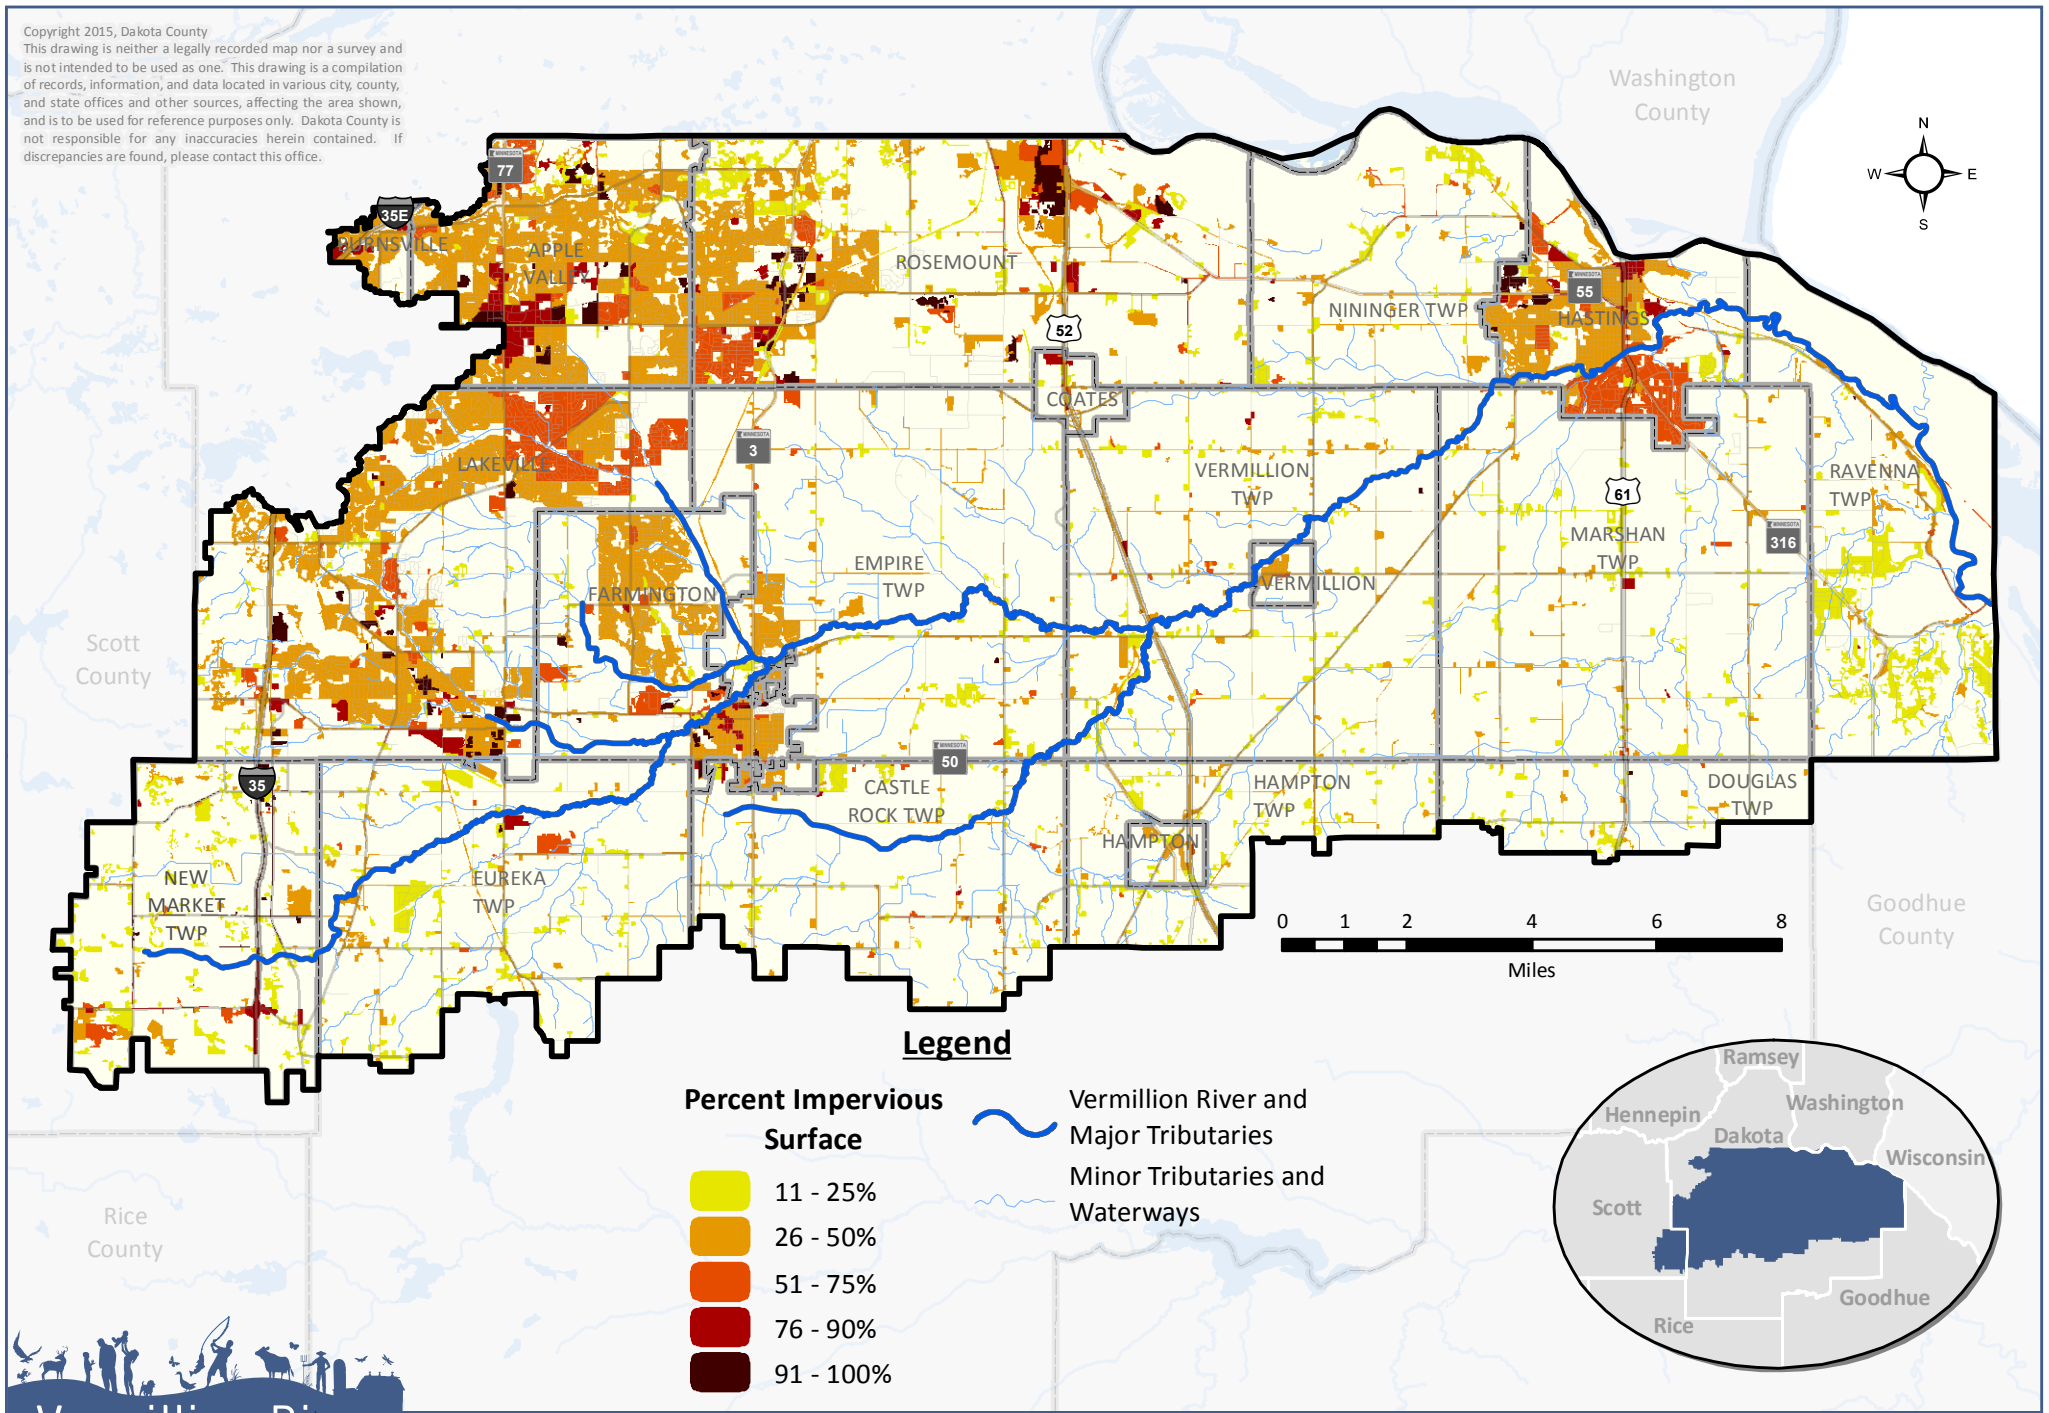 Copyright 2015, Dakota County
This drawing is neither a legally recorded map nor a survey and
is not intended to be used as one. This drawing is a compilation
of records, information, and data located in various city, county,
and state offices and other sources, affecting the area shown,
and is to be used for reference purposes only. Dakota County is
not responsible for any inaccuracies herein contained. If
discrepancies are found, please contact this office.
Washington
County
N
W
E
S
MINNESOTA
77
35E
BURNSVILLE
APPLE
VALLEY
ROSEMOUNT
MINNESOTA
55
HASTINGS
NININGER TWP
52
COATES
MINNESOTA
3
LAKEVILLE
VERMILLION
TWP
RAVENNA
TWP
61
MARSHAN
TWP
MINNESOTA
316
EMPIRE
TWP
FARMINGTON
VERMILLION
Scott
County
MINNESOTA
50
35
CASTLE
ROCK TWP
HAMPTON
TWP
DOUGLAS
TWP
HAMPTON
NEW
MARKET
TWP
EUREKA
TWP
Goodhue
County
0 1 2 4 6 8
Miles
Legend
Percent Impervious
Surface
11 - 25%
26 - 50%
51 - 75%
76 - 90%
91 - 100%
Vermillion River and
Major Tributaries
Minor Tributaries and
Waterways
Rice
County
Ramsey
Hennepin
Washington
Dakota
Wisconsin
Scott
Goodhue
Rice